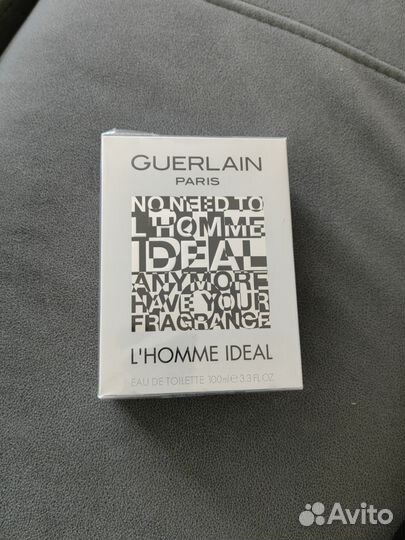 GUERLAIN
PARIS
NO NEED TO
L'HOMME
IDEAL
ANYMORE
HAVE YOUR
FRAGRANCE
L'HOMME IDEAL
EAU DE TOILETTE 100ml e 3.3 FL.OZ
Avito